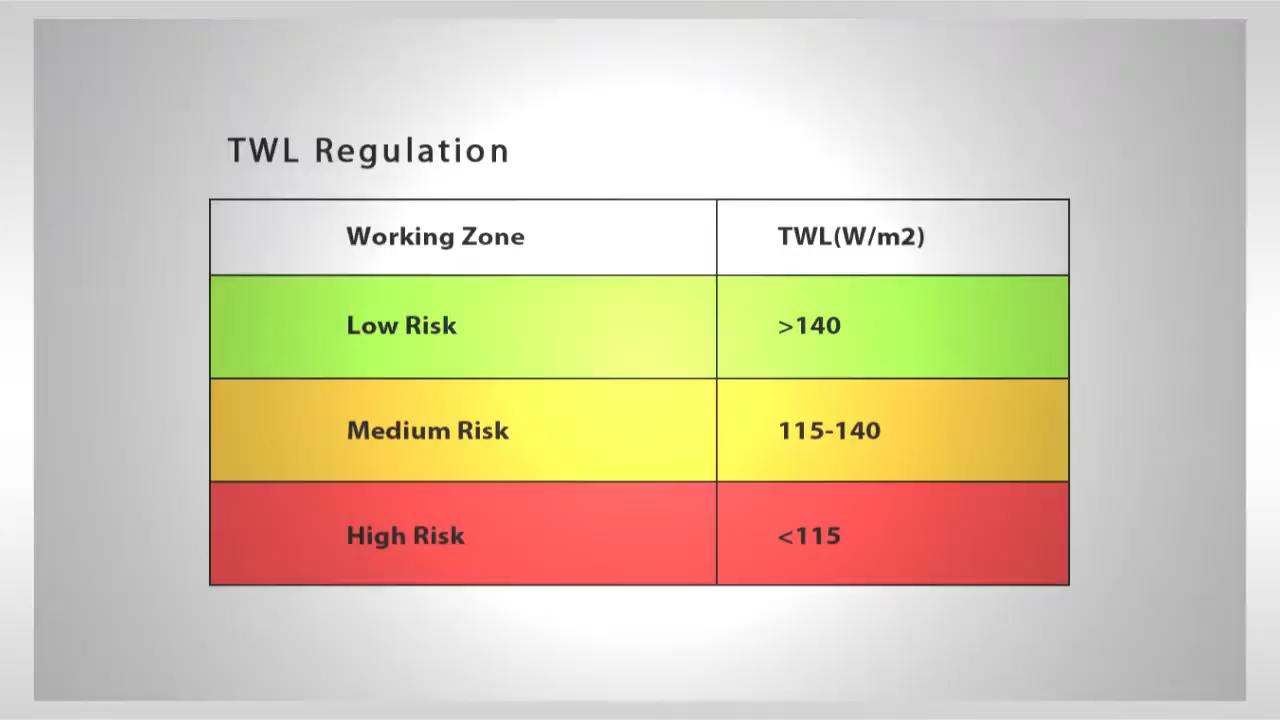 TWL Regulation
Working Zone TWL(W/m2)
Low Risk >140
Medium Risk 115-140
High Risk <115